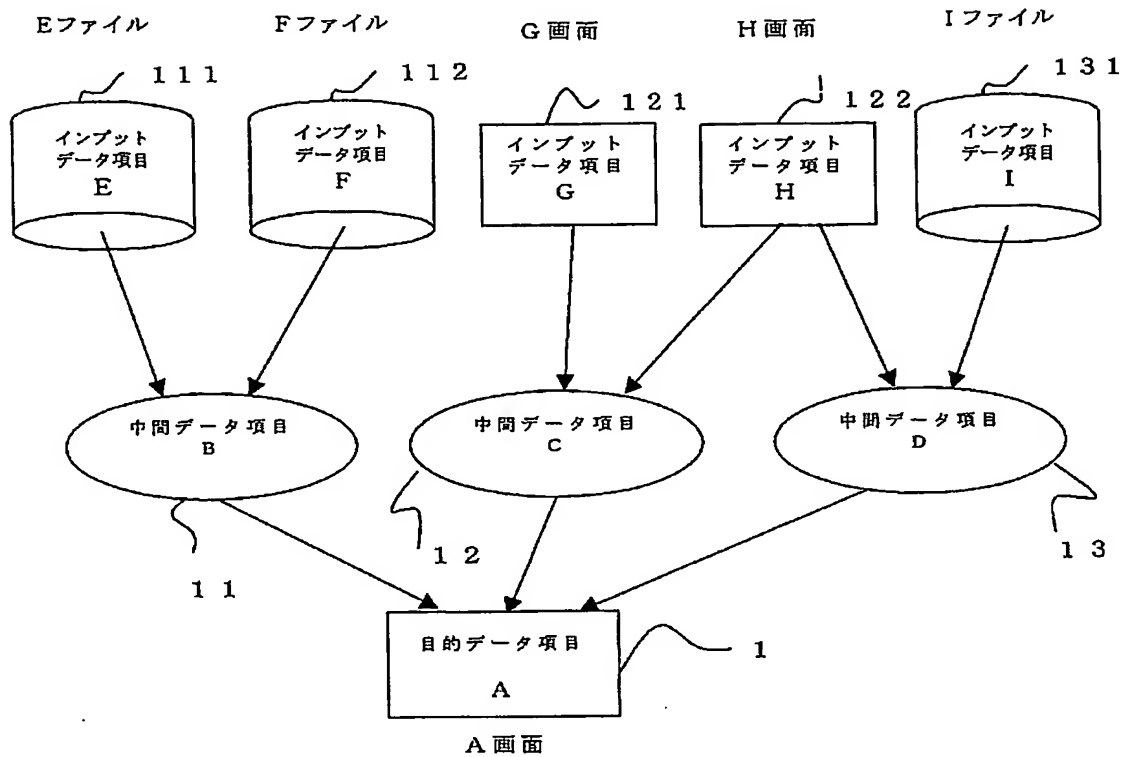 Eファイル
Fファイル
G画面
H画面
Iファイル
111
112
121
122
131
インプット
データ項目
E
インプット
データ項目
F
インプット
データ項目
G
インプット
データ項目
H
インプット
データ項目
I
中間データ項目
B
中間データ項目
C
中間データ項目
D
11
12
13
目的データ項目
A
1
A画面